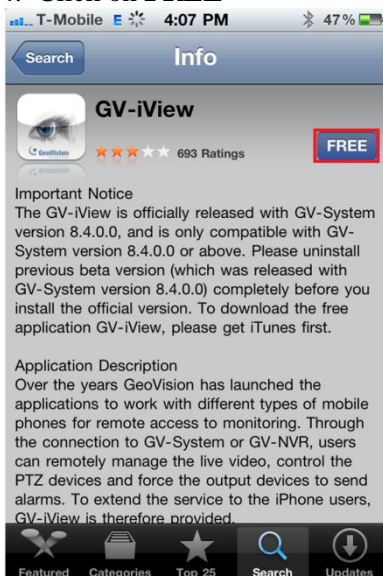 T-Mobile E 4:07 PM 47%
Search Info
GV-iView
GeoVision
693 Ratings
FREE
Important Notice
The GV-iView is officially released with GV-System
version 8.4.0.0, and is only compatible with GV-
System version 8.4.0.0 or above. Please uninstall
previous beta version (which was released with
GV-System version 8.4.0.0) completely before you
install the official version. To download the free
application GV-iView, please get iTunes first.
Application Description
Over the years GeoVision has launched the
applications to work with different types of mobile
phones for remote access to monitoring. Through
the connection to GV-System or GV-NVR, users
can remotely manage the live video, control the
PTZ devices and force the output devices to send
alarms. To extend the service to the iPhone users,
GV-iView is therefore provided.
Featured Categories Top 25 Search Updates